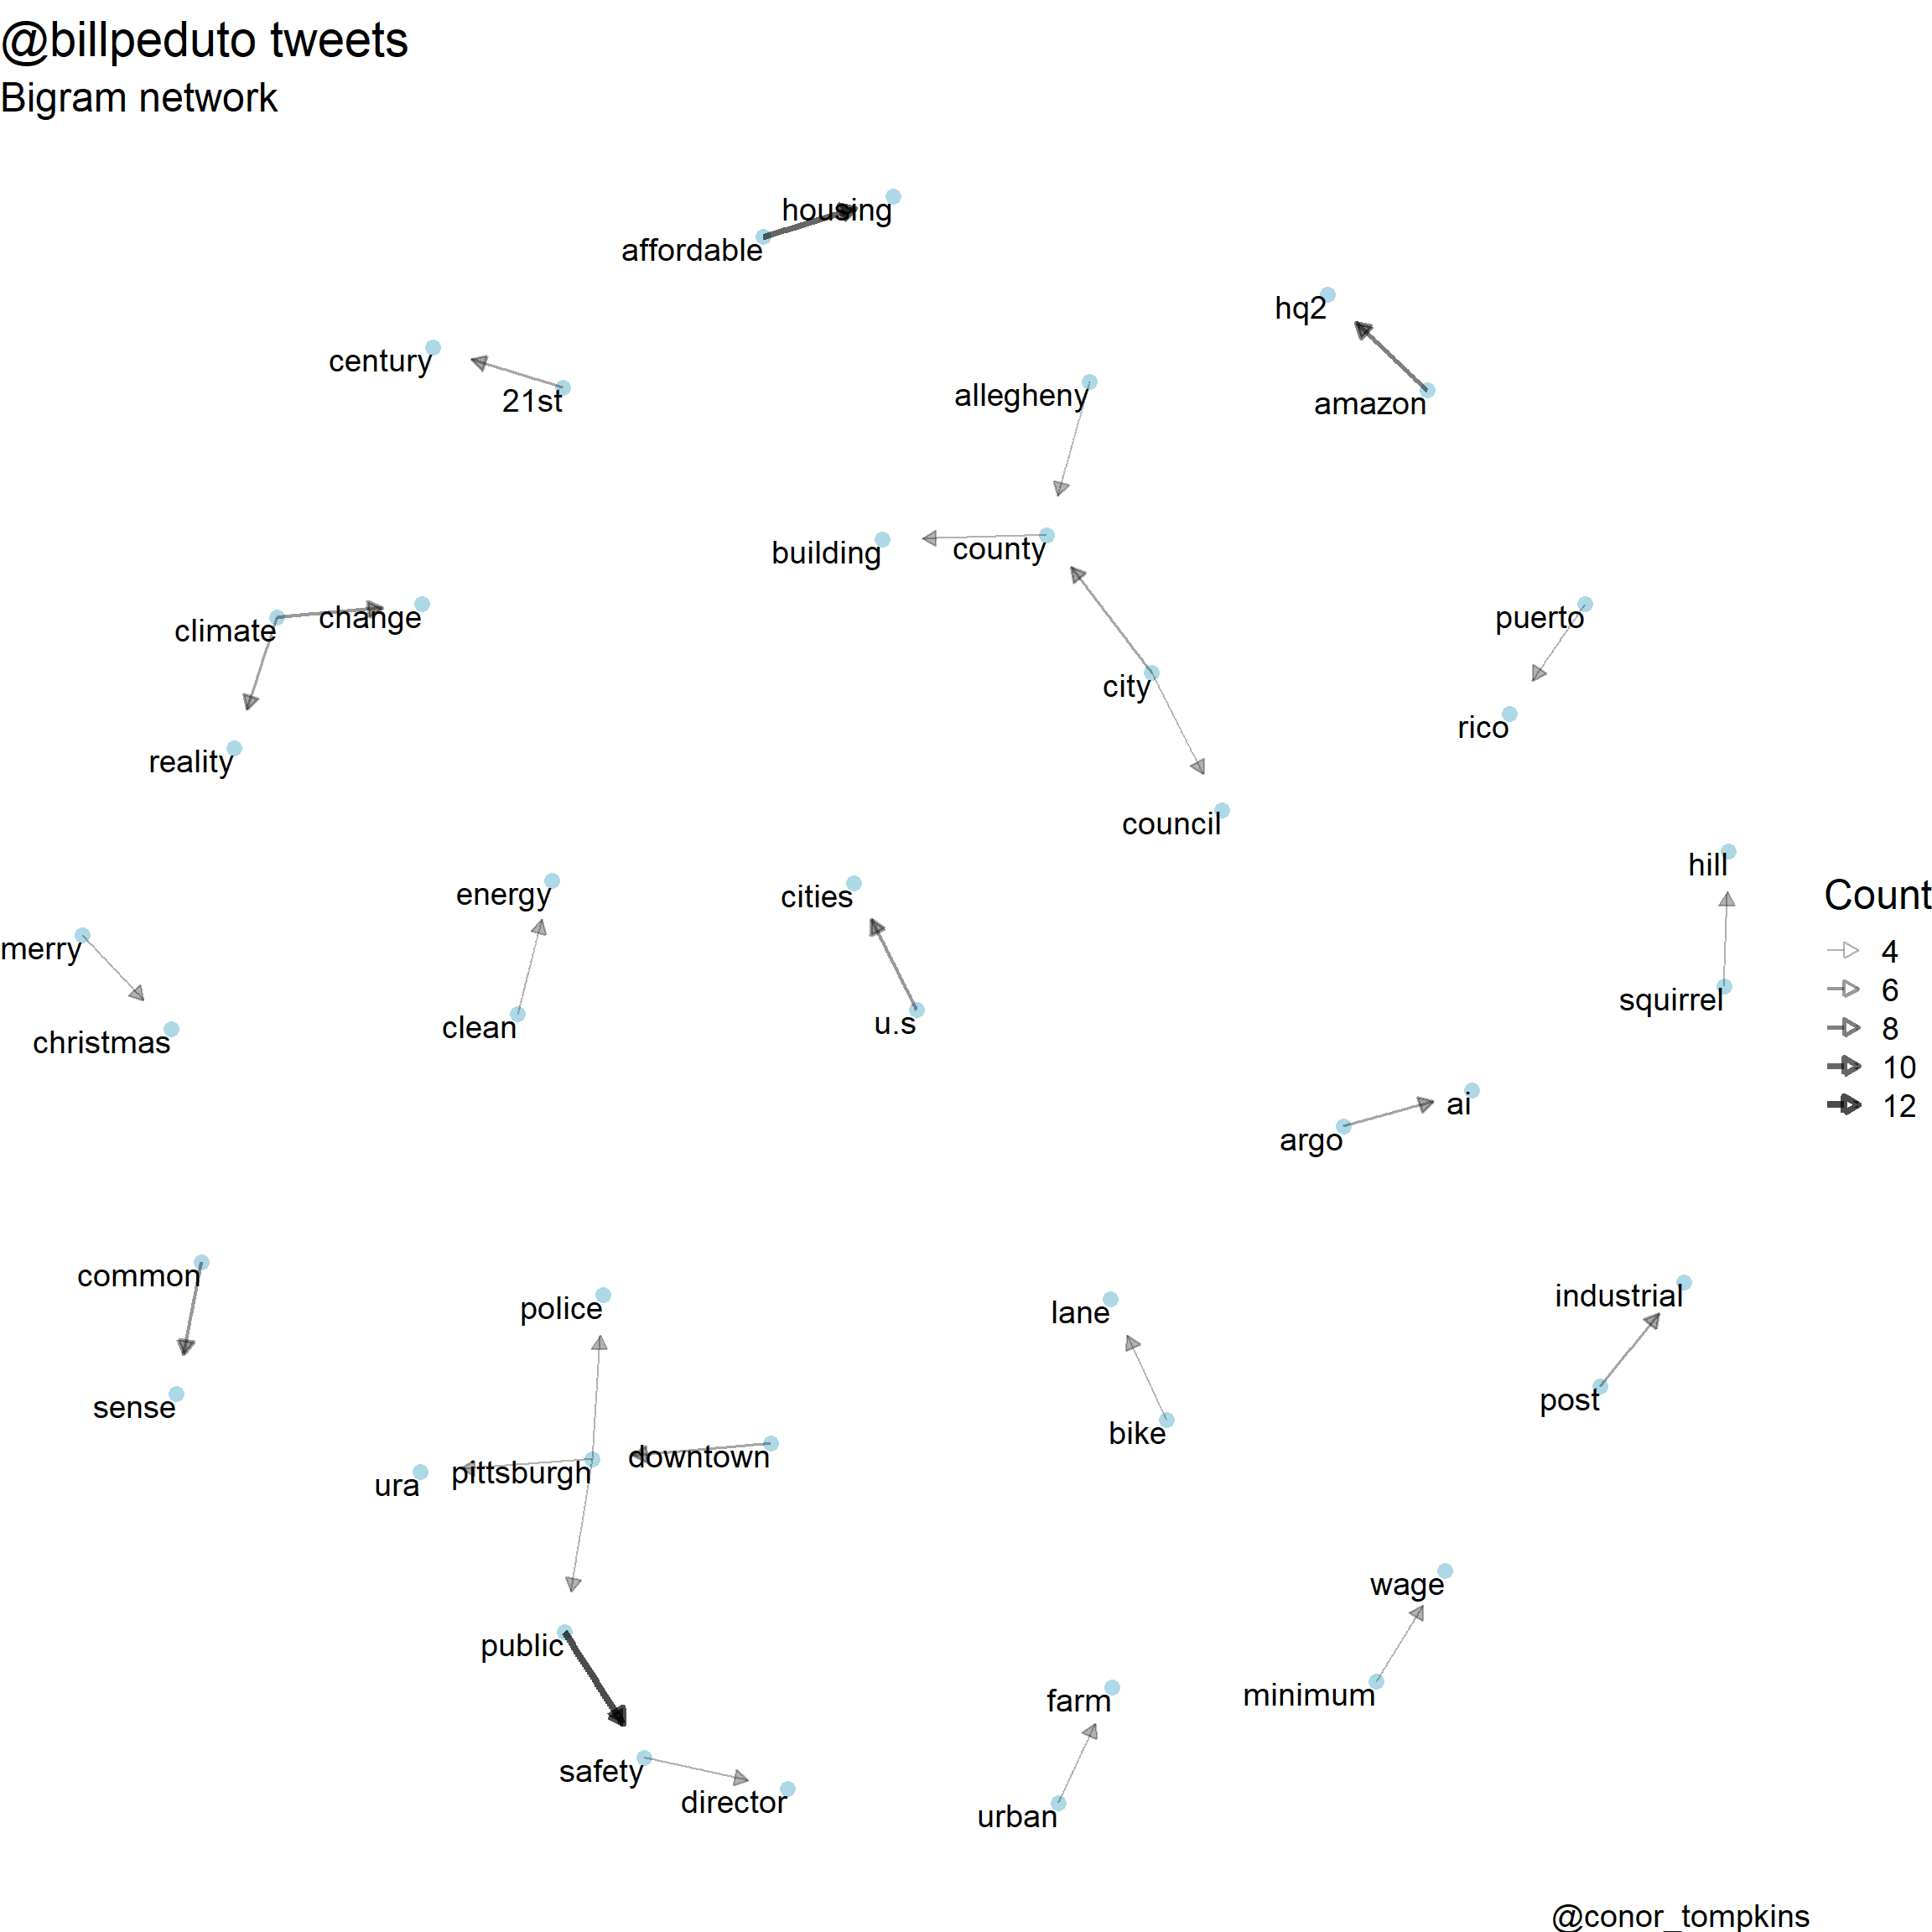 @billpeduto tweets
Bigram network
housing
affordable
hq2
century
21st
allegheny
amazon
building
county
climate
change
puerto
city
rico
reality
council
hill
energy
cities
Count
merry
clean
u.s
squirrel
christmas
4
6
8
10
12
ai
argo
common
police
lane
industrial
sense
post
bike
downtown
pittsburgh
ura
wage
public
minimum
farm
safety
director
urban
@conor_tompkins